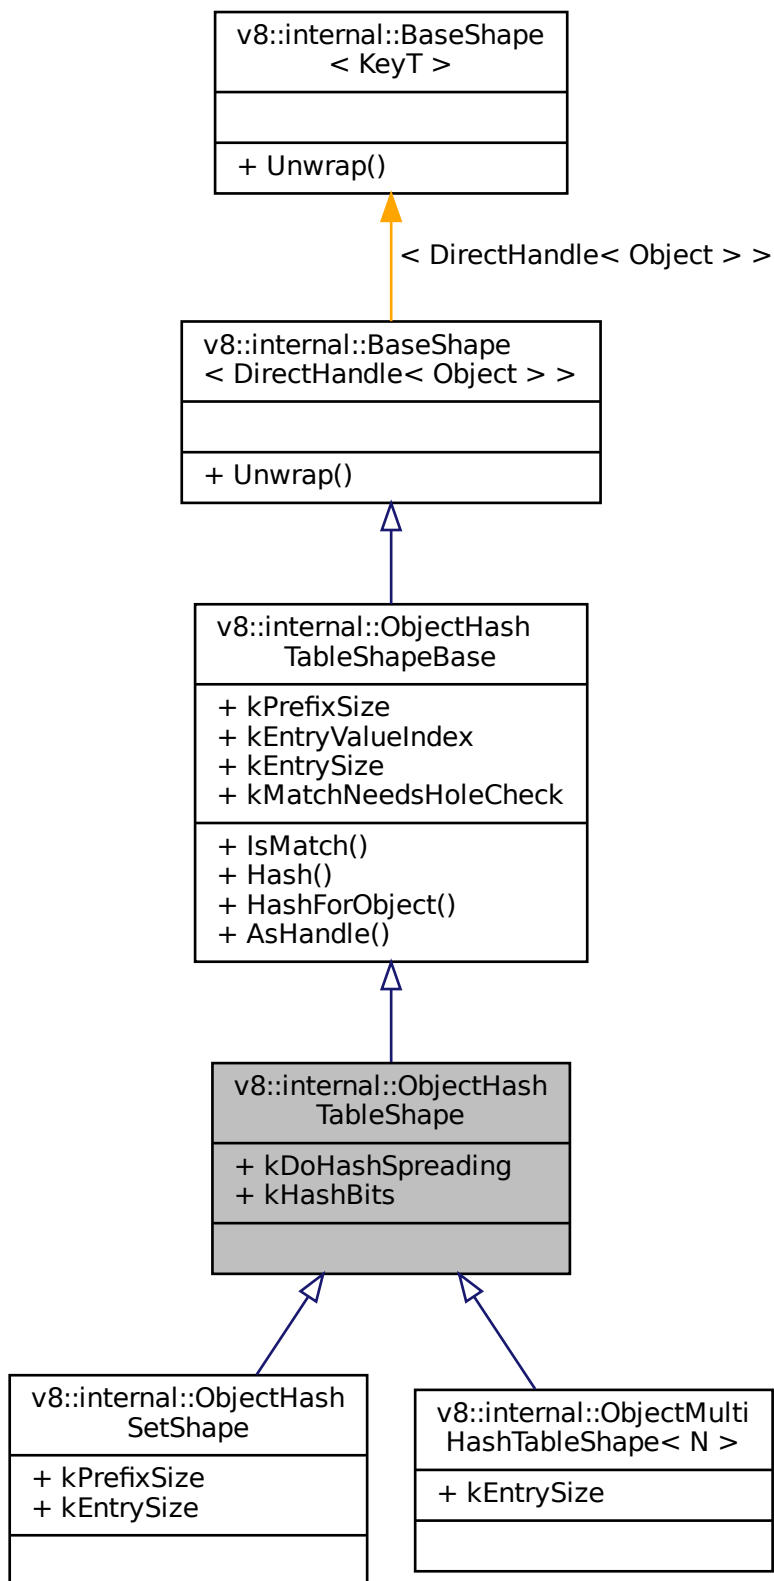 v8::internal::BaseShape
< KeyT >
+ Unwrap()
< DirectHandle< Object > >
v8::internal::BaseShape
< DirectHandle< Object > >
+ Unwrap()
v8::internal::ObjectHash
TableShapeBase
+ kPrefixSize
+ kEntryValueIndex
+ kEntrySize
+ kMatchNeedsHoleCheck
+ IsMatch()
+ Hash()
+ HashForObject()
+ AsHandle()
v8::internal::ObjectHash
TableShape
+ kDoHashSpreading
+ kHashBits
v8::internal::ObjectHash
SetShape
+ kPrefixSize
+ kEntrySize
v8::internal::ObjectMulti
HashTableShape< N >
+ kEntrySize